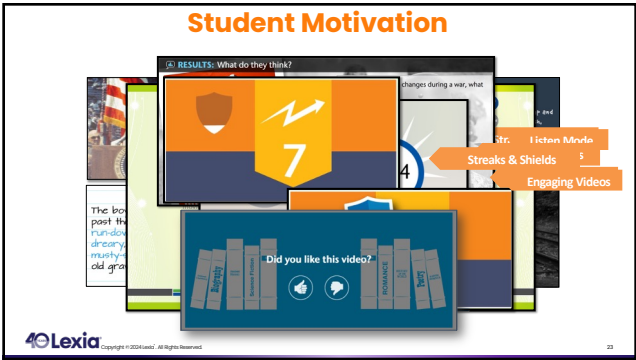 Student Motivation
RESULTS: What do they think?
changes during a war, what
7
4
Str.
Listen Mode
s
Streaks & Shields
Engaging Videos
The bo
past th
run-dow
dreary,
musty-s
old gra
Did you like this video?
Biography
Science Fiction
ROMANCE
Poetry
40 Lexia
Copyright © 2024 Lexia. All Rights Reserved.
23